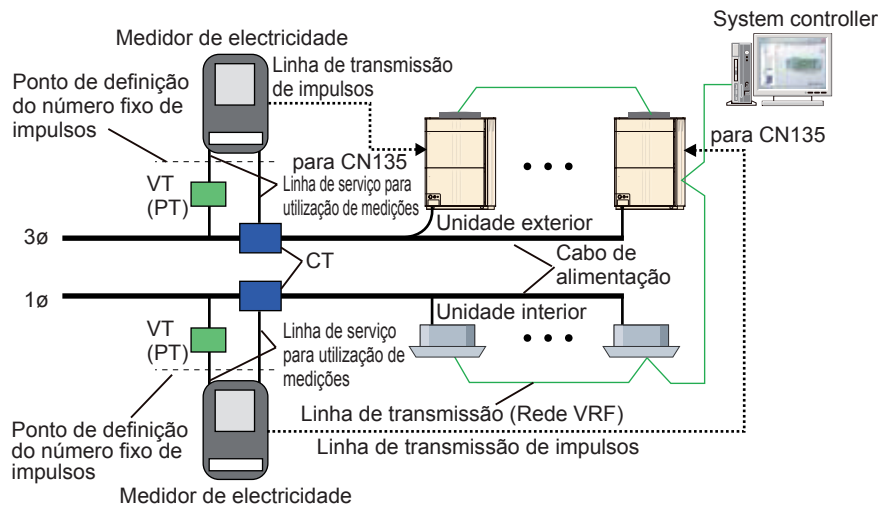 System controller
Medidor de electricidade
Linha de transmissão
de impulsos
Ponto de definição
do número fixo de
impulsos
para CN135
para CN135
VT
(PT)
Linha de serviço para
utilização de medições
Unidade exterior
3ø
CT
Cabo de
alimentação
1ø
Unidade interior
VT
(PT)
Linha de serviço
para utilização de
medições
Linha de transmissão (Rede VRF)
Ponto de definição
do número fixo de
impulsos
Linha de transmissão de impulsos
Medidor de electricidade